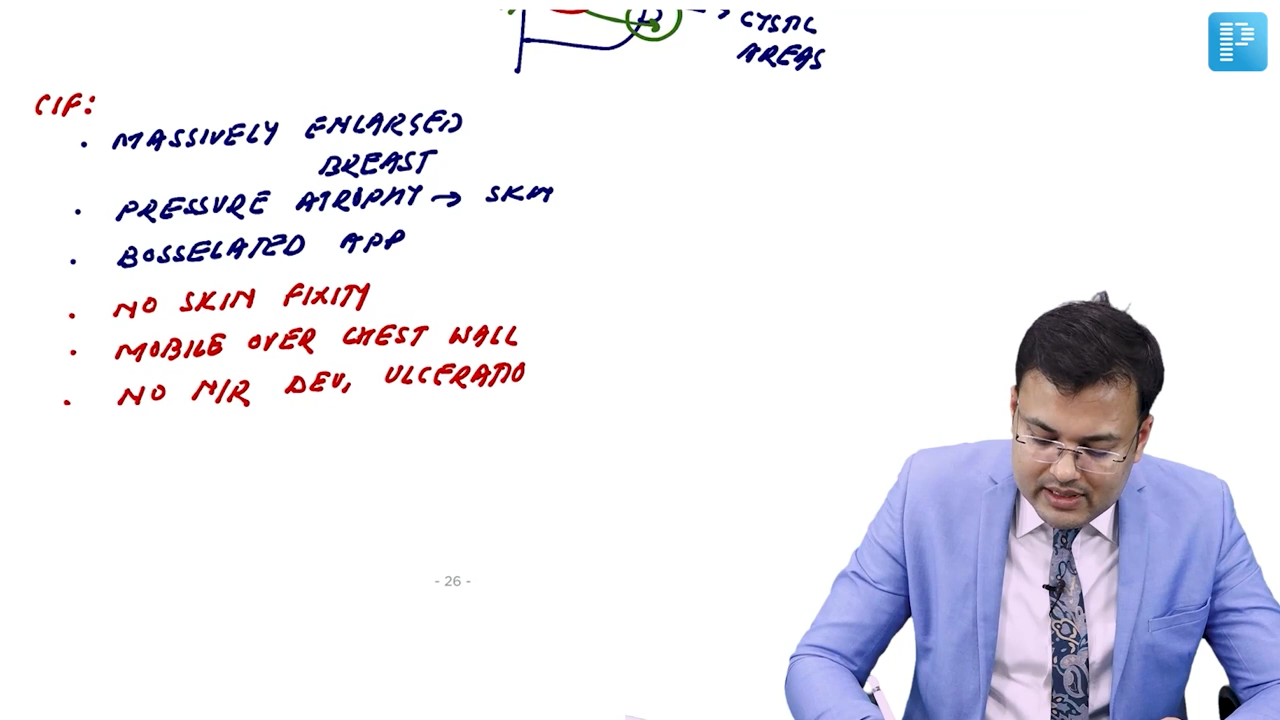 CYSTIC
AREAS
C/F:
. MASSIVELY ENLARGED
BREAST
. PRESSURE ATROPHY → SKIN
. BOSSELATED APP
. NO SKIN FIXITY
. MOBILE OVER CHEST WALL
. NO N/R DEV, ULCERATIO
- 26 -